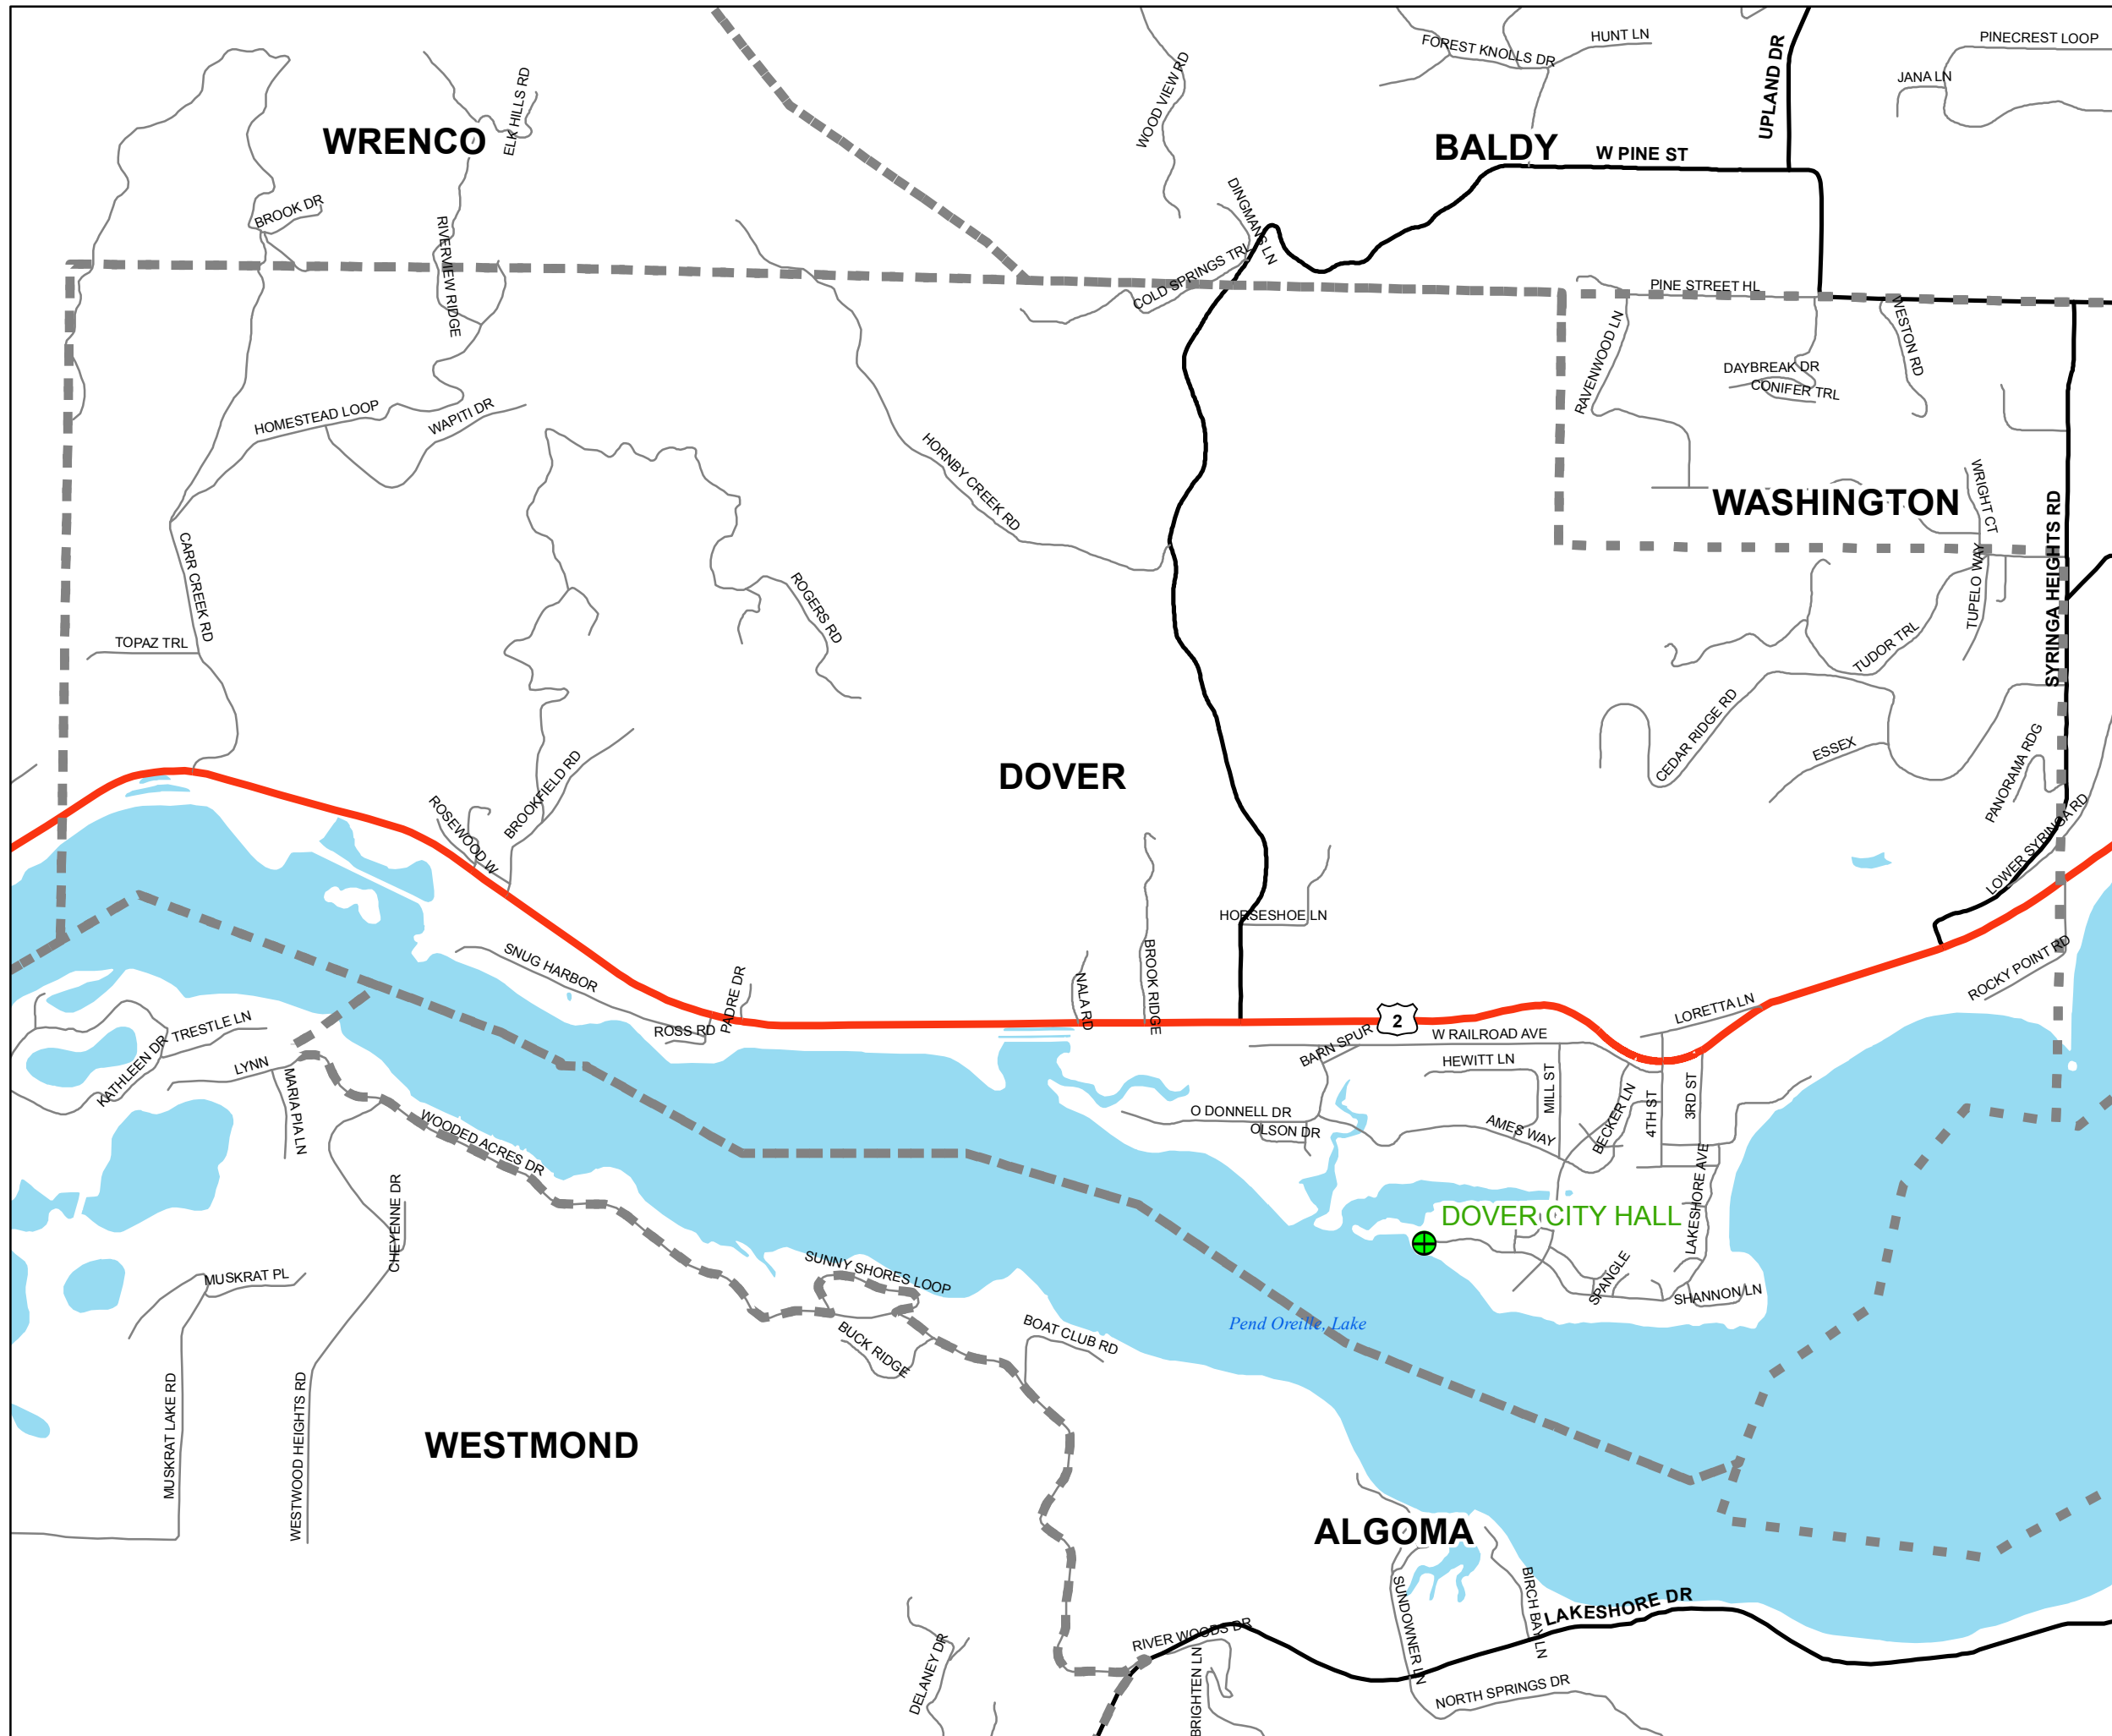 FOREST KNOLLS DR
HUNT LN
UPLAND DR
PINECREST LOOP
JANA LN
WOOD VIEW RD
ELK HILLS RD
WRENCO
BALDY
W PINE ST
BROOK DR
RIVERVIEW RIDGE
DINGMANS LN
COLD SPRINGS TRL
PINE STREET HL
RAVENWOOD LN
WESTON RD
DAYBREAK DR
CONIFER TRL
HOMESTEAD LOOP
WAPITI DR
HORNBY CREEK RD
WASHINGTON
WRIGHT CT
SYRINGA HEIGHTS RD
CARR CREEK RD
TOPAZ TRL
ROGERS RD
TUPELO WAY
TUDOR TRL
CEDAR RIDGE RD
ESSEX
PANORAMA RDG
LOWER SYRINGA RD
DOVER
ROSEWOOD W
BROOKFIELD RD
HORSESHOE LN
SNUG HARBOR
PADRE DR
ROSS RD
NALA RD
BROOK RIDGE
ROCKY POINT RD
LORETTA LN
2
W RAILROAD AVE
BARN SPUR
HEWITT LN
MILL ST
BECKER LN
4TH ST
3RD ST
TRESTLE LN
KATHLEEN DR
LYNN
MARIA PIA LN
WOODED ACRES DR
O DONNELL DR
OLSON DR
AMES WAY
LAKESHORE AVE
CHEYENNE DR
DOVER CITY HALL
SUNNY SHORES LOOP
MUSKRAT PL
SPANGLE
SHANNON LN
Pend Oreille, Lake
BUCK RIDGE
BOAT CLUB RD
MUSKRAT LAKE RD
WESTWOOD HEIGHTS RD
WESTMOND
ALGOMA
SUNDOWNER LN
BIRCH BAY LN
LAKESHORE DR
RIVER WOODS DR
DELANEY DR
BRIGHTEN LN
NORTH SPRINGS DR